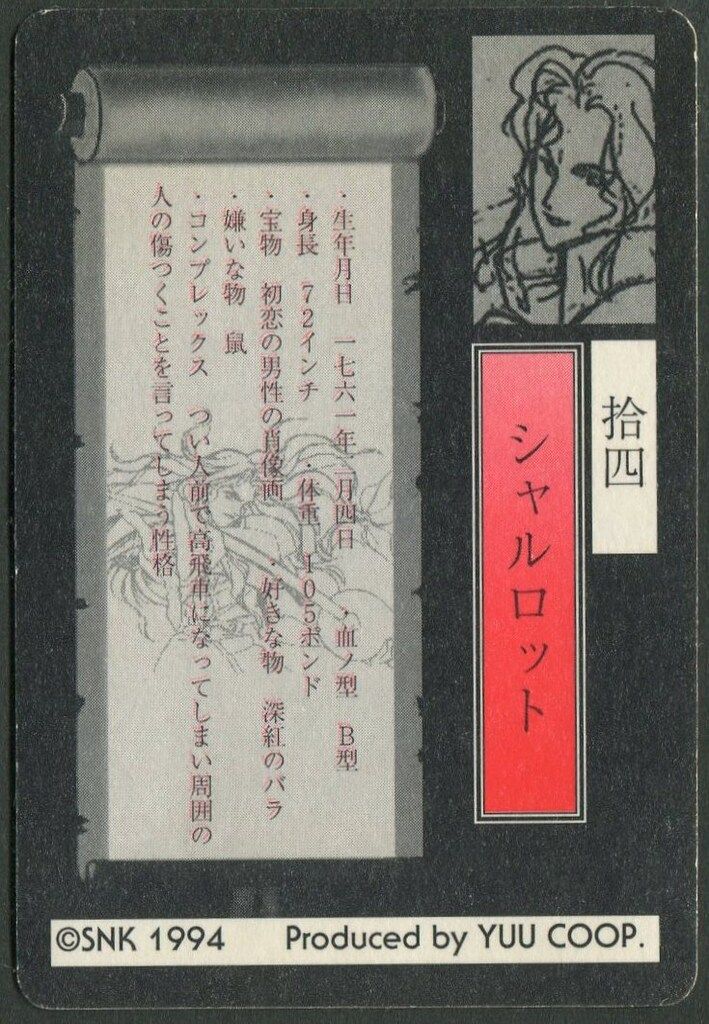 拾四
シャルロット
・生年月日　一七六一年二月四日　・血ノ型　B型
・身長　72インチ　・体重　105ポンド
・宝物　初恋の男性の肖像画　・好きな物　深紅のバラ
・嫌いな物　鼠
・コンプレックス　つい人前で高飛車になってしまい周囲の
人の傷つくことを言ってしまう性格
©SNK 1994　Produced by YUU COOP.